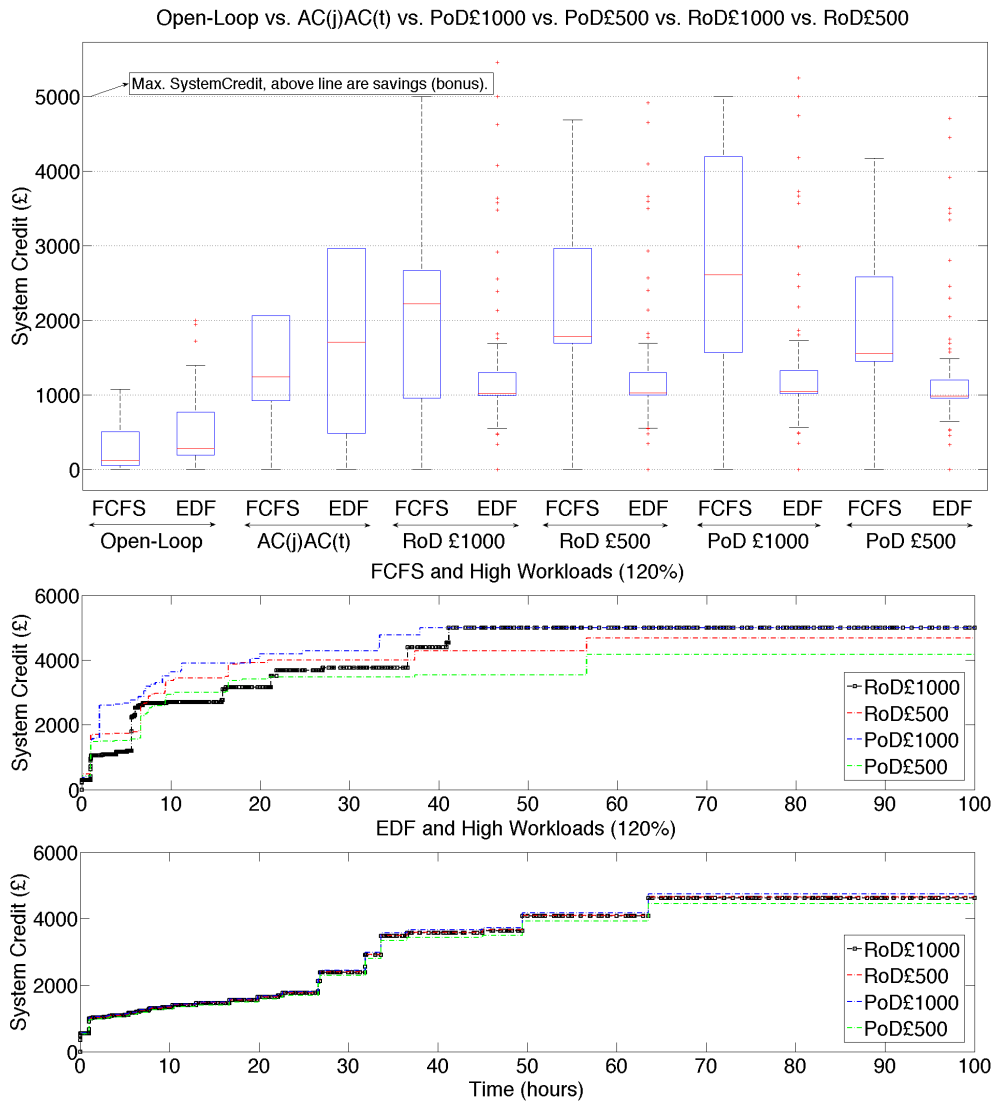 Open-Loop vs. AC(j)AC(t) vs. PoD£1000 vs. PoD£500 vs. RoD£1000 vs. RoD£500
Max. SystemCredit, above line are savings (bonus).
System Credit (£)
5000
4000
3000
2000
1000
0
FCFS EDF FCFS EDF FCFS EDF FCFS EDF FCFS EDF FCFS EDF
Open-Loop AC(j)AC(t) RoD £1000 RoD £500 PoD £1000 PoD £500
FCFS and High Workloads (120%)
System Credit (£)
6000
4000
2000
0
RoD£1000
RoD£500
PoD£1000
PoD£500
0 10 20 30 40 50 60 70 80 90 100
EDF and High Workloads (120%)
System Credit (£)
6000
4000
2000
0
RoD£1000
RoD£500
PoD£1000
PoD£500
0 10 20 30 40 50 60 70 80 90 100
Time (hours)